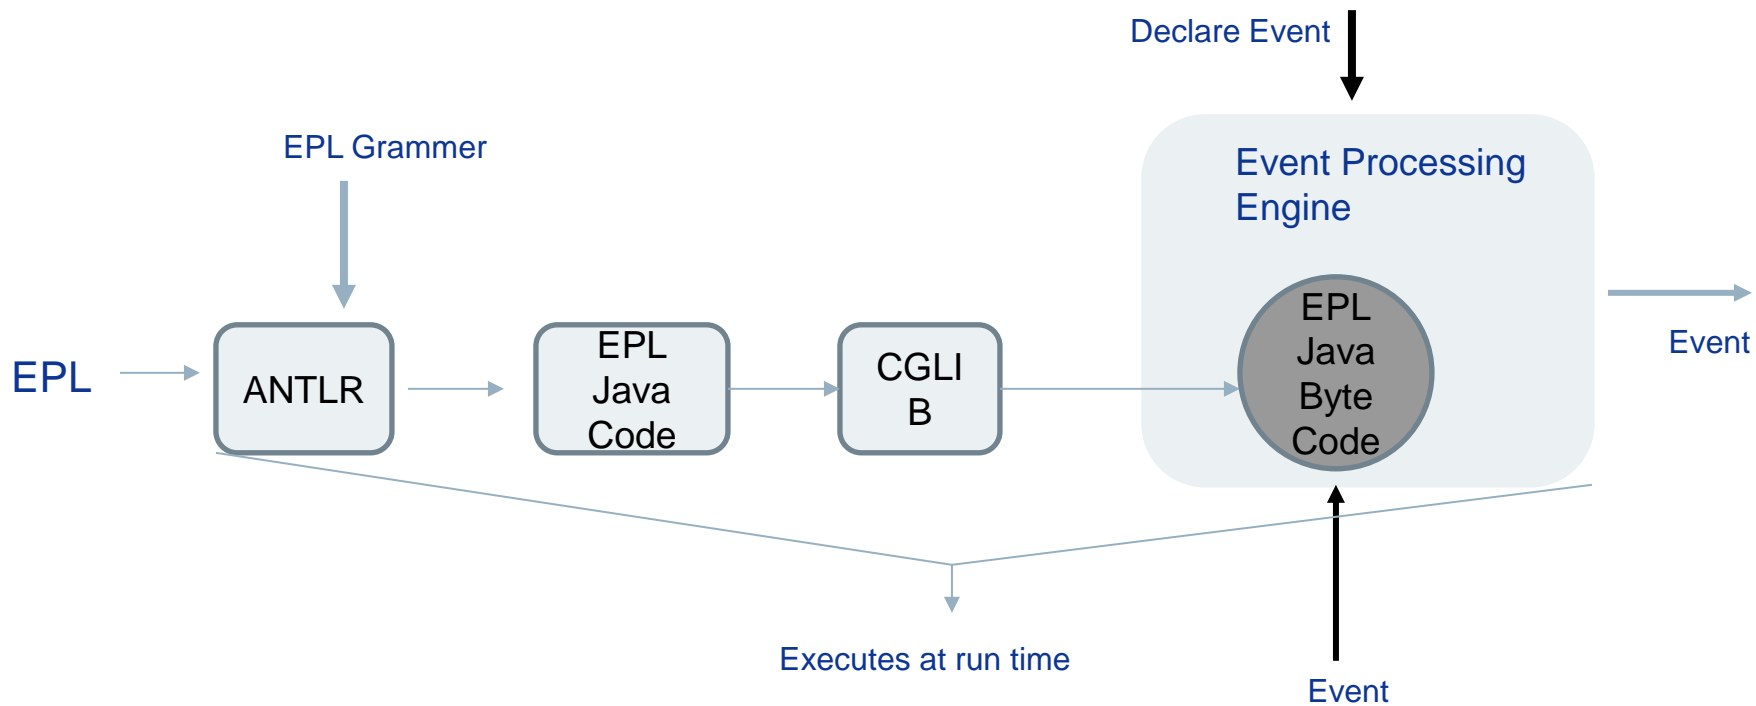 Declare Event
EPL Grammer
Event Processing
Engine
EPL
ANTLR
EPL
Java
Code
CGLI
B
EPL
Java
Byte
Code
Event
Executes at run time
Event